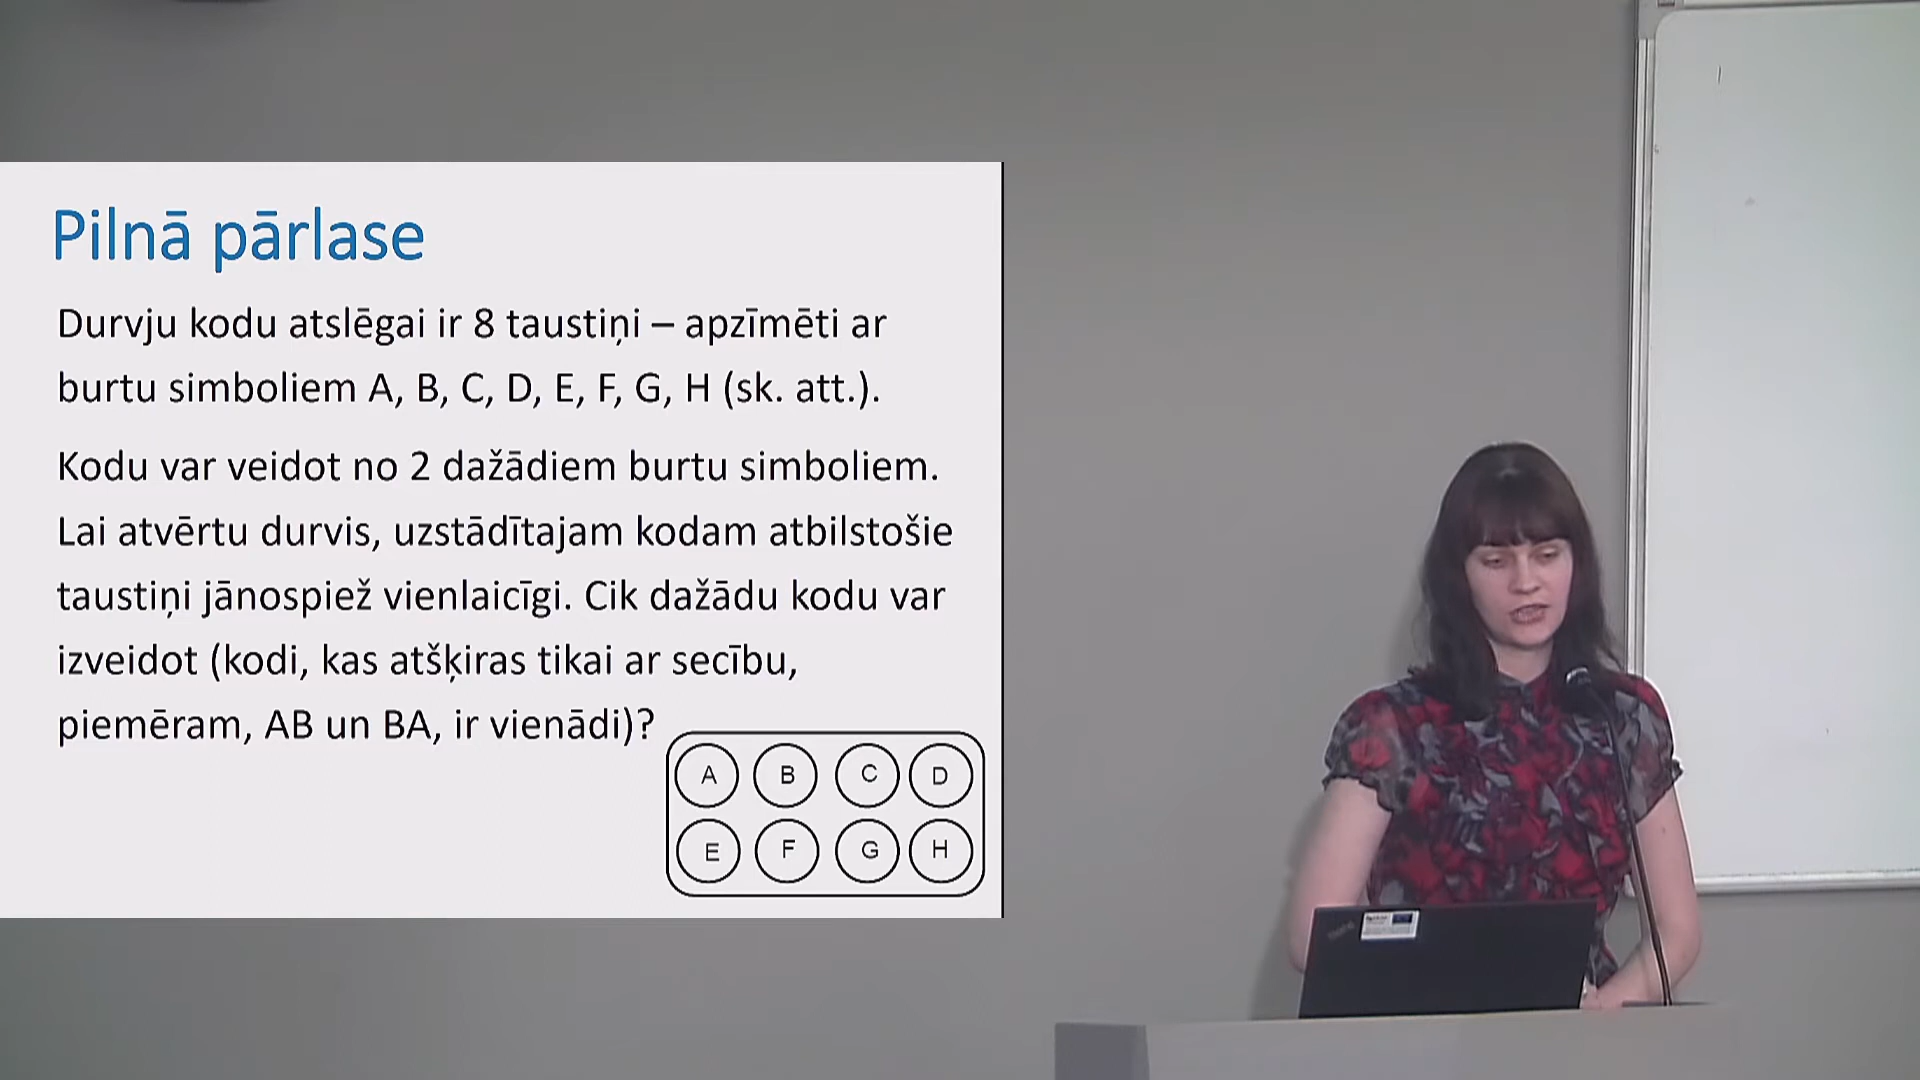 Pilnā pārlase
Durvju kodu atslēgai ir 8 taustiņi – apzīmēti ar
burtu simboliem A, B, C, D, E, F, G, H (sk. att.).
Kodu var veidot no 2 dažādiem burtu simboliem.
Lai atvērtu durvis, uzstādītajam kodam atbilstošie
taustiņi jānospiež vienlaicīgi. Cik dažādu kodu var
izveidot (kodi, kas atšķiras tikai ar secību,
piemēram, AB un BA, ir vienādi)?
A B C D
E F G H